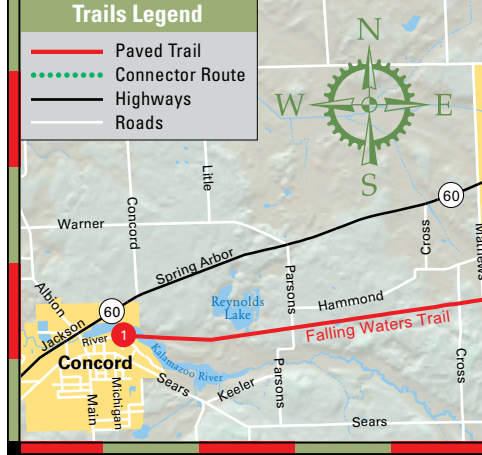 Trails Legend
Paved Trail
Connector Route
Highways
Roads
N
W
E
S
60
Litle
Concord
Warner
Cross
Mathews
Spring Arbor
Parsons
Albion
Reynolds
Lake
Hammond
60
Jackson
River
1
Falling Waters Trail
Kalamazoo River
Concord
Cross
Parsons
Sears
Keeler
Michigan
Main
Sears